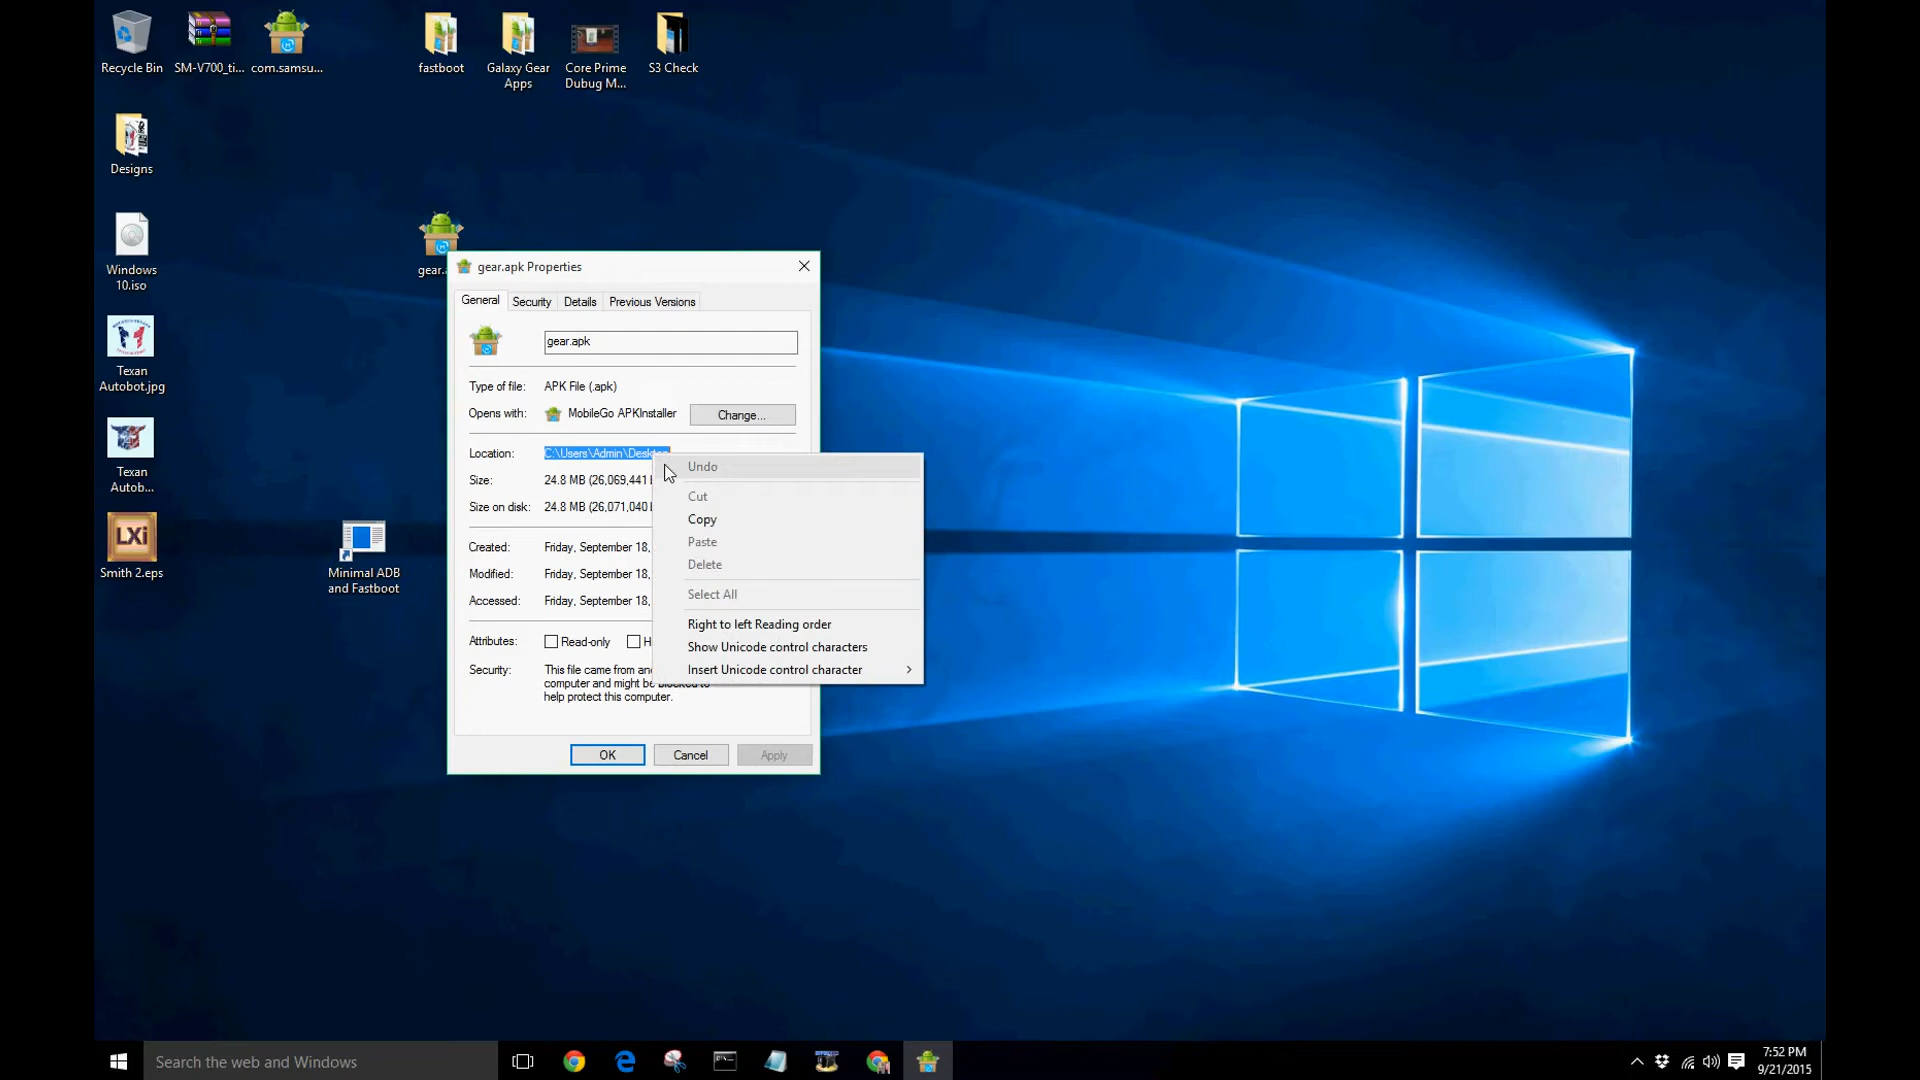 Recycle Bin
SM-V700_ti...
com.samsu...
fastboot
Galaxy Gear
Apps
Core Prime
Dubug M...
S3 Check
Designs
Windows
10.iso
Texan
Autobot.jpg
Texan
Autob...
LXi
Smith 2.eps
Minimal ADB
and Fastboot
gear.apk Properties
General
Security
Details
Previous Versions
gear.apk
Type of file:
APK File (.apk)
Opens with:
MobileGo APKInstaller
Change...
Location:
C:\Users\Admin\Desktop
Size:
24.8 MB (26,069,441
Size on disk:
24.8 MB (26,071,040
Created:
Friday, September 18,
Modified:
Friday, September 18,
Accessed:
Friday, September 18,
Attributes:
Read-only
H
Security:
This file came from
computer and might be blocked to
help protect this computer.
OK
Cancel
Apply
Undo
Cut
Copy
Paste
Delete
Select All
Right to left Reading order
Show Unicode control characters
Insert Unicode control character
Search the web and Windows
7:52 PM
9/21/2015